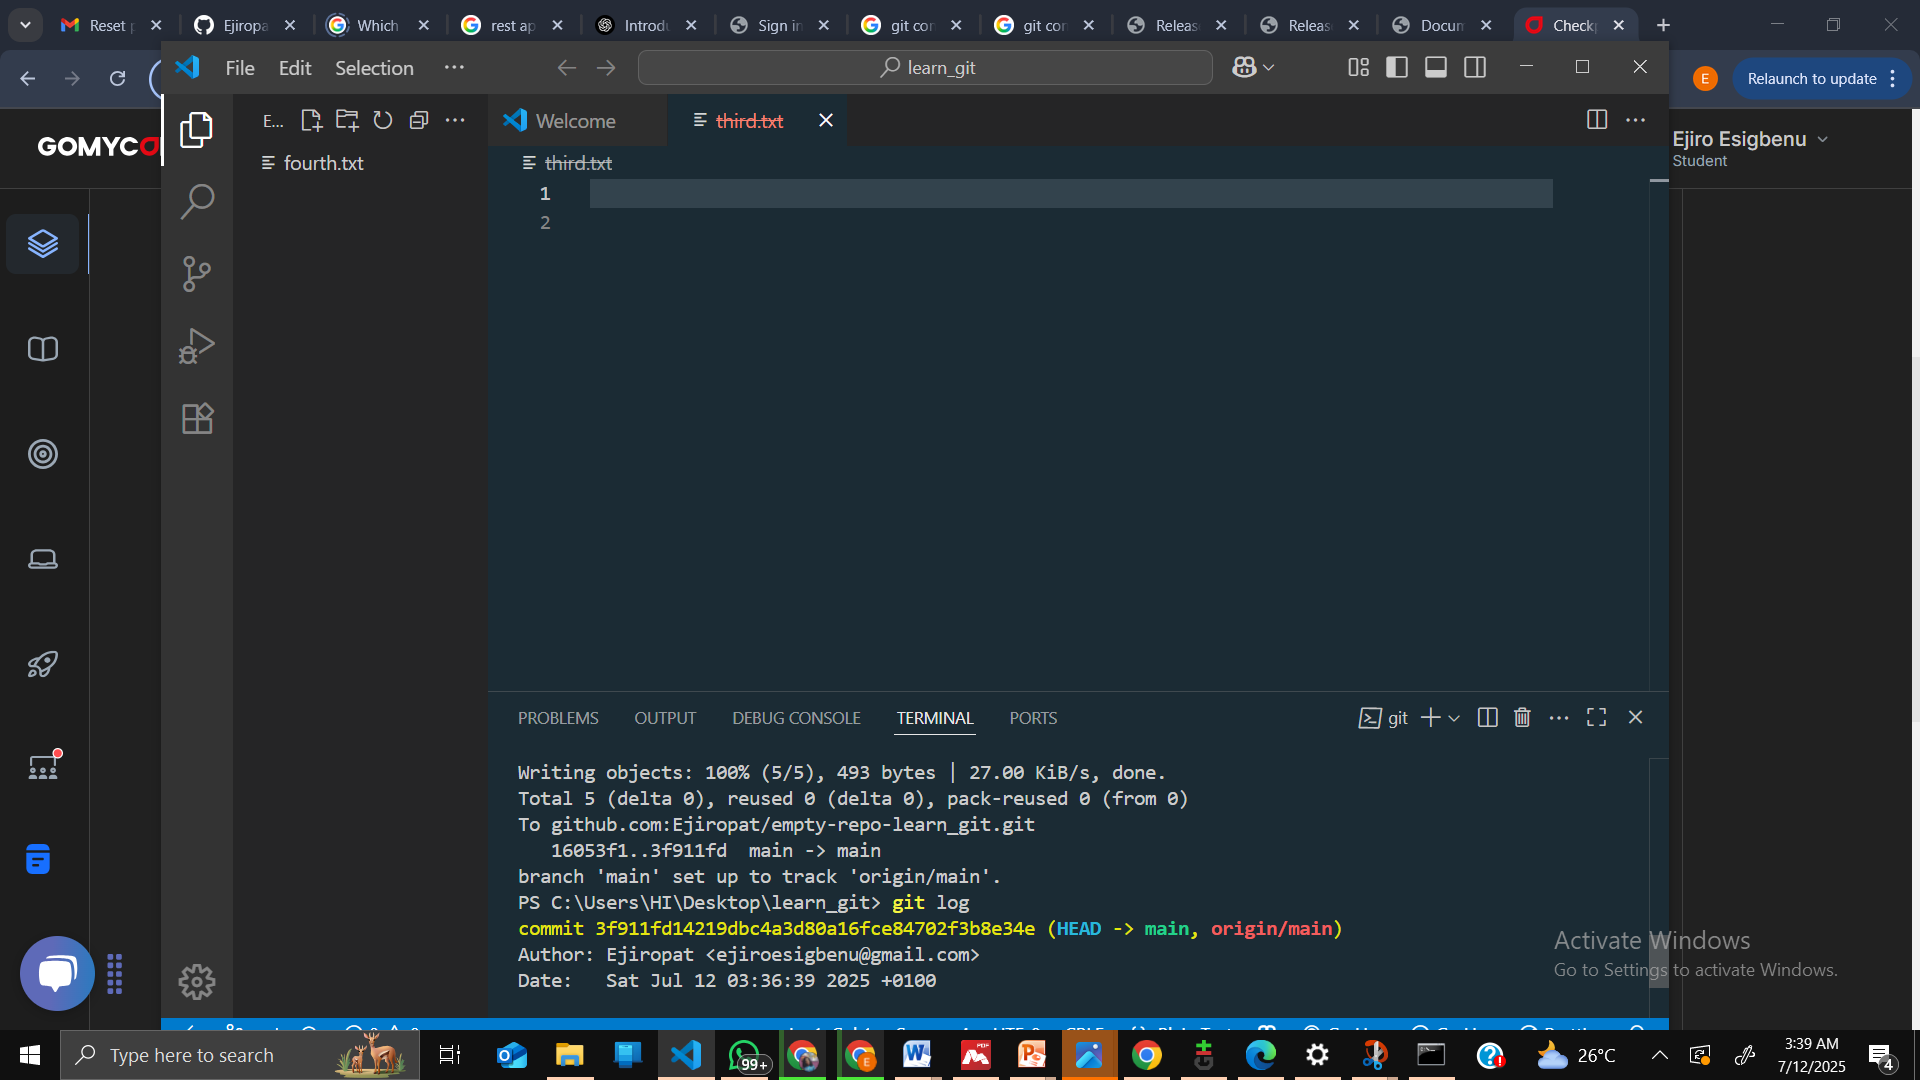 Reset p
Ejiropa
Which
rest ap
Introdu
Sign in
git con
git con
Releas
Releas
Docum
Check
E
Relaunch to update
File Edit Selection
learn_git
GOMYCO
Ejiro Esigbenu
Student
E...
Welcome
third.txt
fourth.txt
third.txt
1
2
PROBLEMS OUTPUT DEBUG CONSOLE TERMINAL PORTS
git
Writing objects: 100% (5/5), 493 bytes | 27.00 KiB/s, done.
Total 5 (delta 0), reused 0 (delta 0), pack-reused 0 (from 0)
To github.com:Ejiropat/empty-repo-learn_git.git
16053f1..3f911fd main -> main
branch 'main' set up to track 'origin/main'.
PS C:\Users\HI\Desktop\learn_git> git log
commit 3f911fd14219dbc4a3d80a16fce84702f3b8e34e (HEAD -> main, origin/main)
Author: Ejiropat <ejiroesigbenu@gmail.com>
Date: Sat Jul 12 03:36:39 2025 +0100
Activate Windows
Go to Settings to activate Windows.
Type here to search
99+
26°C
3:39 AM
7/12/2025
4